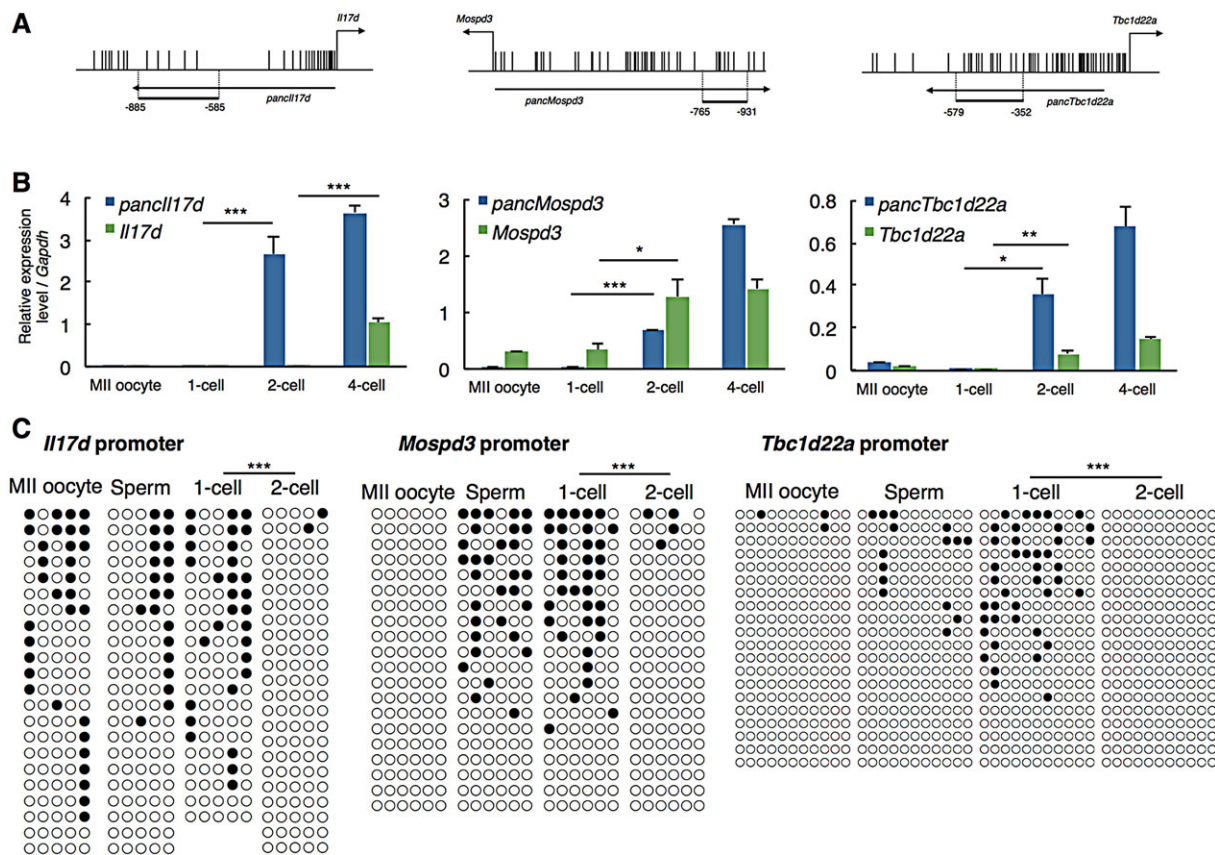 A
Il17d
-885
-585
pancIl17d
Mospd3
pancMospd3
-765
-931
Tbc1d22a
-579
-352
pancTbc1d22a
B
Relative expression
level / Gapdh
4
3
2
1
0
pancIl17d
Il17d
***
***
MII oocyte 1-cell 2-cell 4-cell
3
2
1
0
pancMospd3
Mospd3
*
***
MII oocyte 1-cell 2-cell 4-cell
0.8
0.6
0.4
0.2
0
pancTbc1d22a
Tbc1d22a
**
*
MII oocyte 1-cell 2-cell 4-cell
C
Il17d promoter
***
MII oocyte Sperm 1-cell 2-cell
Mospd3 promoter
***
MII oocyte Sperm 1-cell 2-cell
Tbc1d22a promoter
***
MII oocyte Sperm 1-cell 2-cell